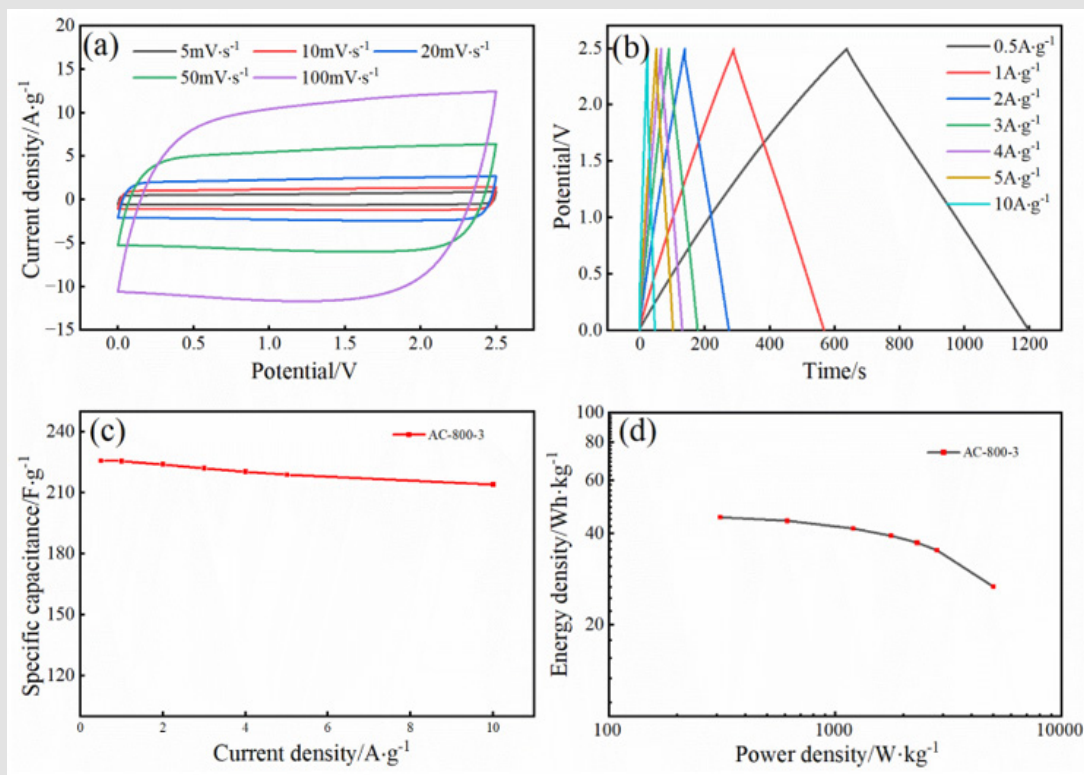 (a)
5mV·s⁻¹ 10mV·s⁻¹ 20mV·s⁻¹
50mV·s⁻¹ 100mV·s⁻¹
20
15
10
5
0
−5
−10
−15
0.0 0.5 1.0 1.5 2.0 2.5
Current density/A·g⁻¹
Potential/V
(b)
0.5A·g⁻¹
1A·g⁻¹
2A·g⁻¹
3A·g⁻¹
4A·g⁻¹
5A·g⁻¹
10A·g⁻¹
2.5
2.0
1.5
1.0
0.5
0.0
0 200 400 600 800 1000 1200
Potential/V
Time/s
(c)
AC-800-3
240
210
180
150
120
0 2 4 6 8 10
Specific capacitance/F·g⁻¹
Current density/A·g⁻¹
(d)
AC-800-3
100
80
60
40
20
100 1000 10000
Energy density/Wh·kg⁻¹
Power density/W·kg⁻¹